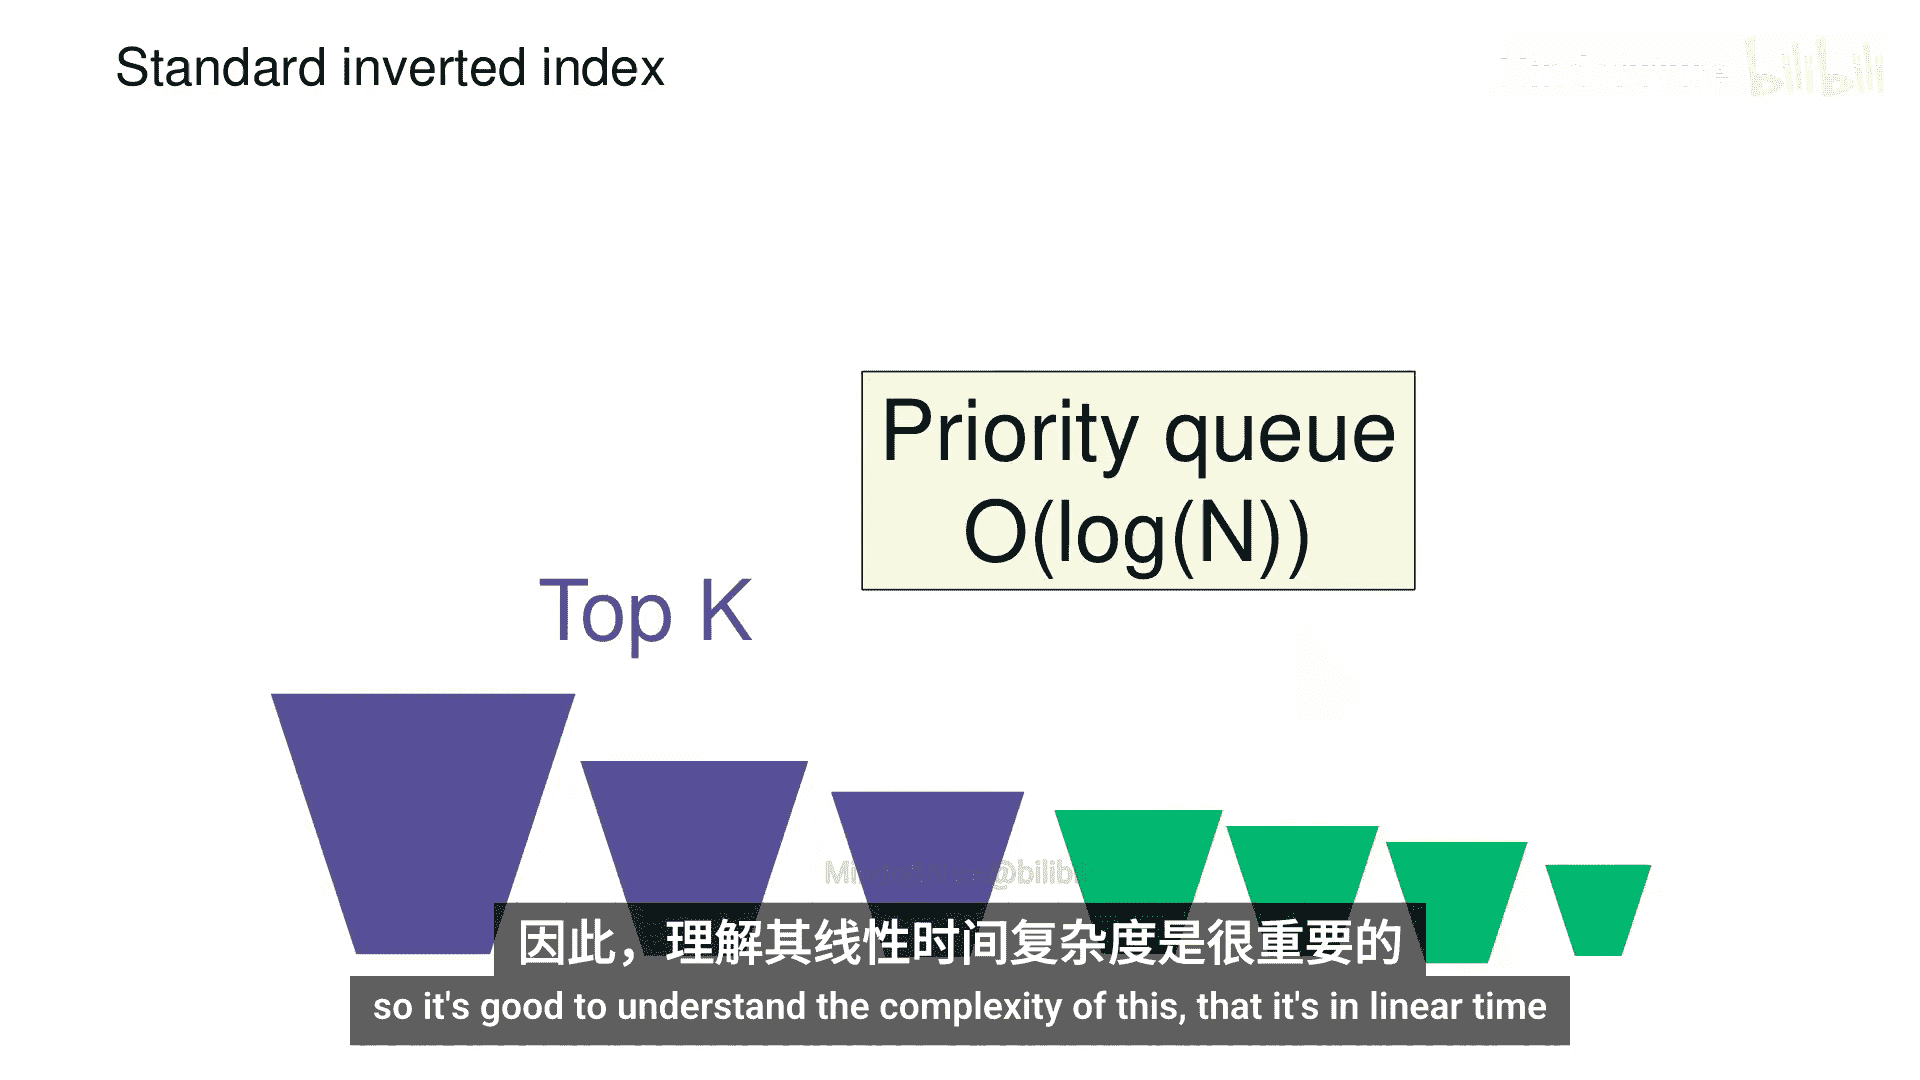 Standard inverted index
bilibili
Priority queue
O(log(N))
Top K
因此，理解其线性时间复杂度是很重要的
so it's good to understand the complexity of this, that it's in linear time